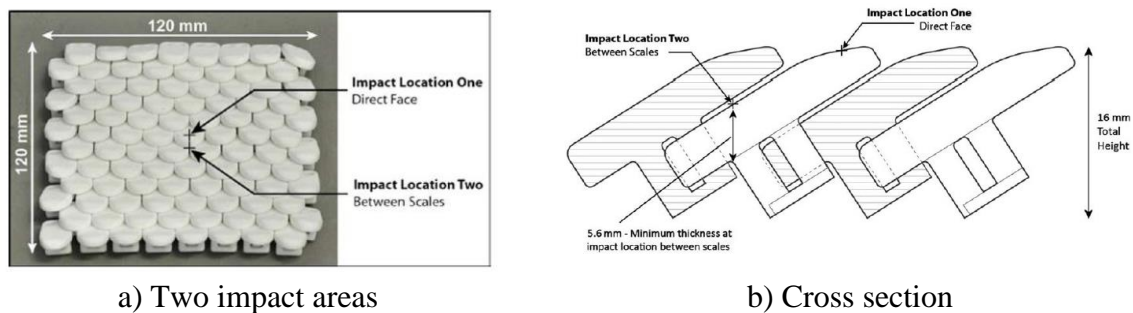 120 mm
120 mm
Impact Location One
Direct Face
Impact Location Two
Between Scales
a) Two impact areas
Impact Location One
Direct Face
Impact Location Two
Between Scales
16 mm
Total
Height
5.6 mm - Minimum thickness at
impact location between scales
b) Cross section